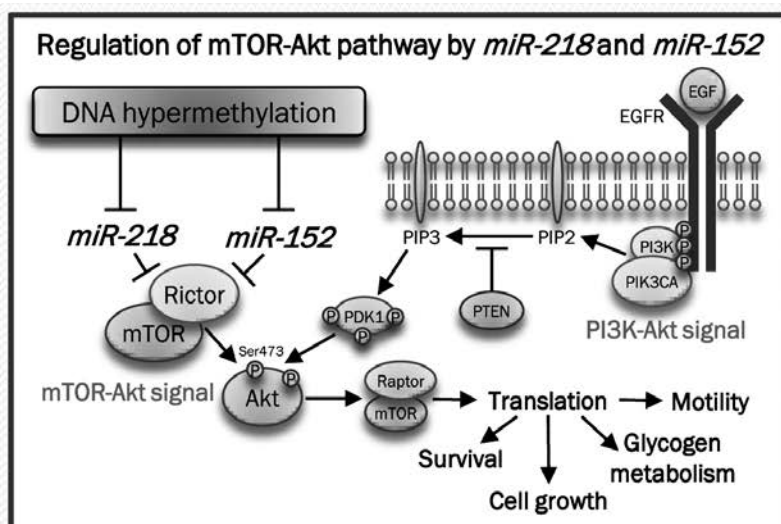 Regulation of mTOR-Akt pathway by miR-218 and miR-152
DNA hypermethylation
EGF
EGFR
miR-218
miR-152
PIP3
PIP2
P
PI3K
P
P
PIK3CA
Rictor
mTOR
PDK1
P
P
P
PTEN
PI3K-Akt signal
Ser473
P
P
mTOR-Akt signal
Akt
Raptor
mTOR
Translation
Motility
Survival
Glycogen
metabolism
Cell growth